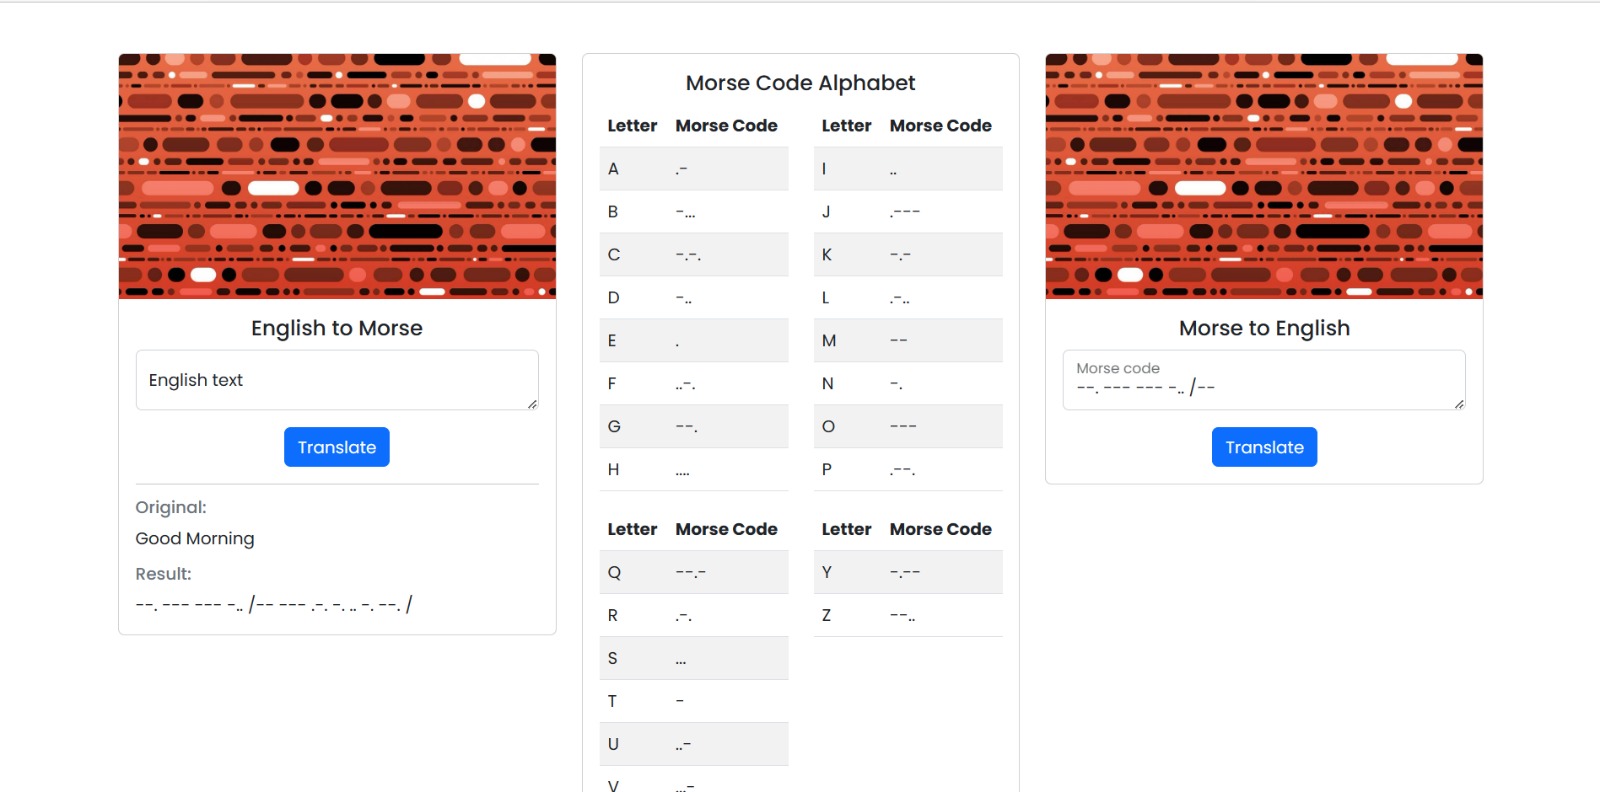 English to Morse
English text
Translate
Original:
Good Morning
Result:
--. --- --- -.. /-- --- .-. -. .. -. --. /
Morse Code Alphabet
Letter Morse Code Letter Morse Code
A .- I ..
B -... J .---
C -.-. K -.-
D -.. L .-..
E . M --
F ..-. N -.
G --. O ---
H .... P .--.
Letter Morse Code Letter Morse Code
Q --.- Y -.--
R .-. Z --..
S ...
T -
U ..-
V ...-
Morse to English
Morse code
--. --- --- -.. /--
Translate